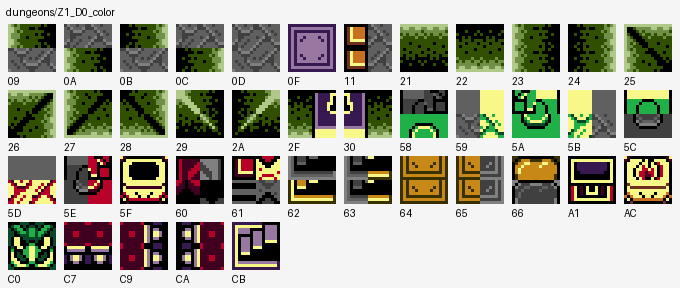 dungeons/Z1_D0_color
09 0A 0B 0C 0D 0F 11 21 22 23 24 25
26 27 28 29 2A 2F 30 58 59 5A 5B 5C
5D 5E 5F 60 61 62 63 64 65 66 A1 AC
C0 C7 C9 CA CB